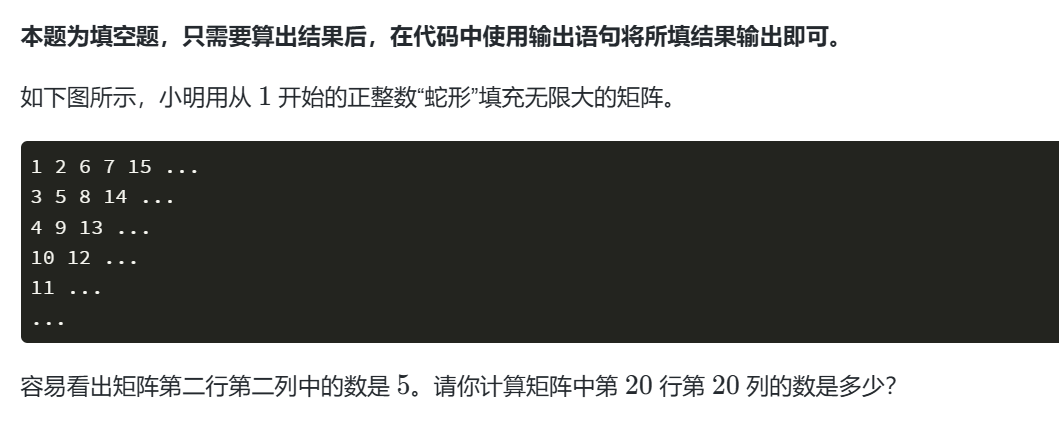 本题为填空题，只需要算出结果后，在代码中使用输出语句将所填结果输出即可。
如下图所示，小明用从 1 开始的正整数“蛇形”填充无限大的矩阵。
1 2 6 7 15 ...
3 5 8 14 ...
4 9 13 ...
10 12 ...
11 ...
...
容易看出矩阵第二行第二列中的数是 5。请你计算矩阵中第 20 行第 20 列的数是多少？